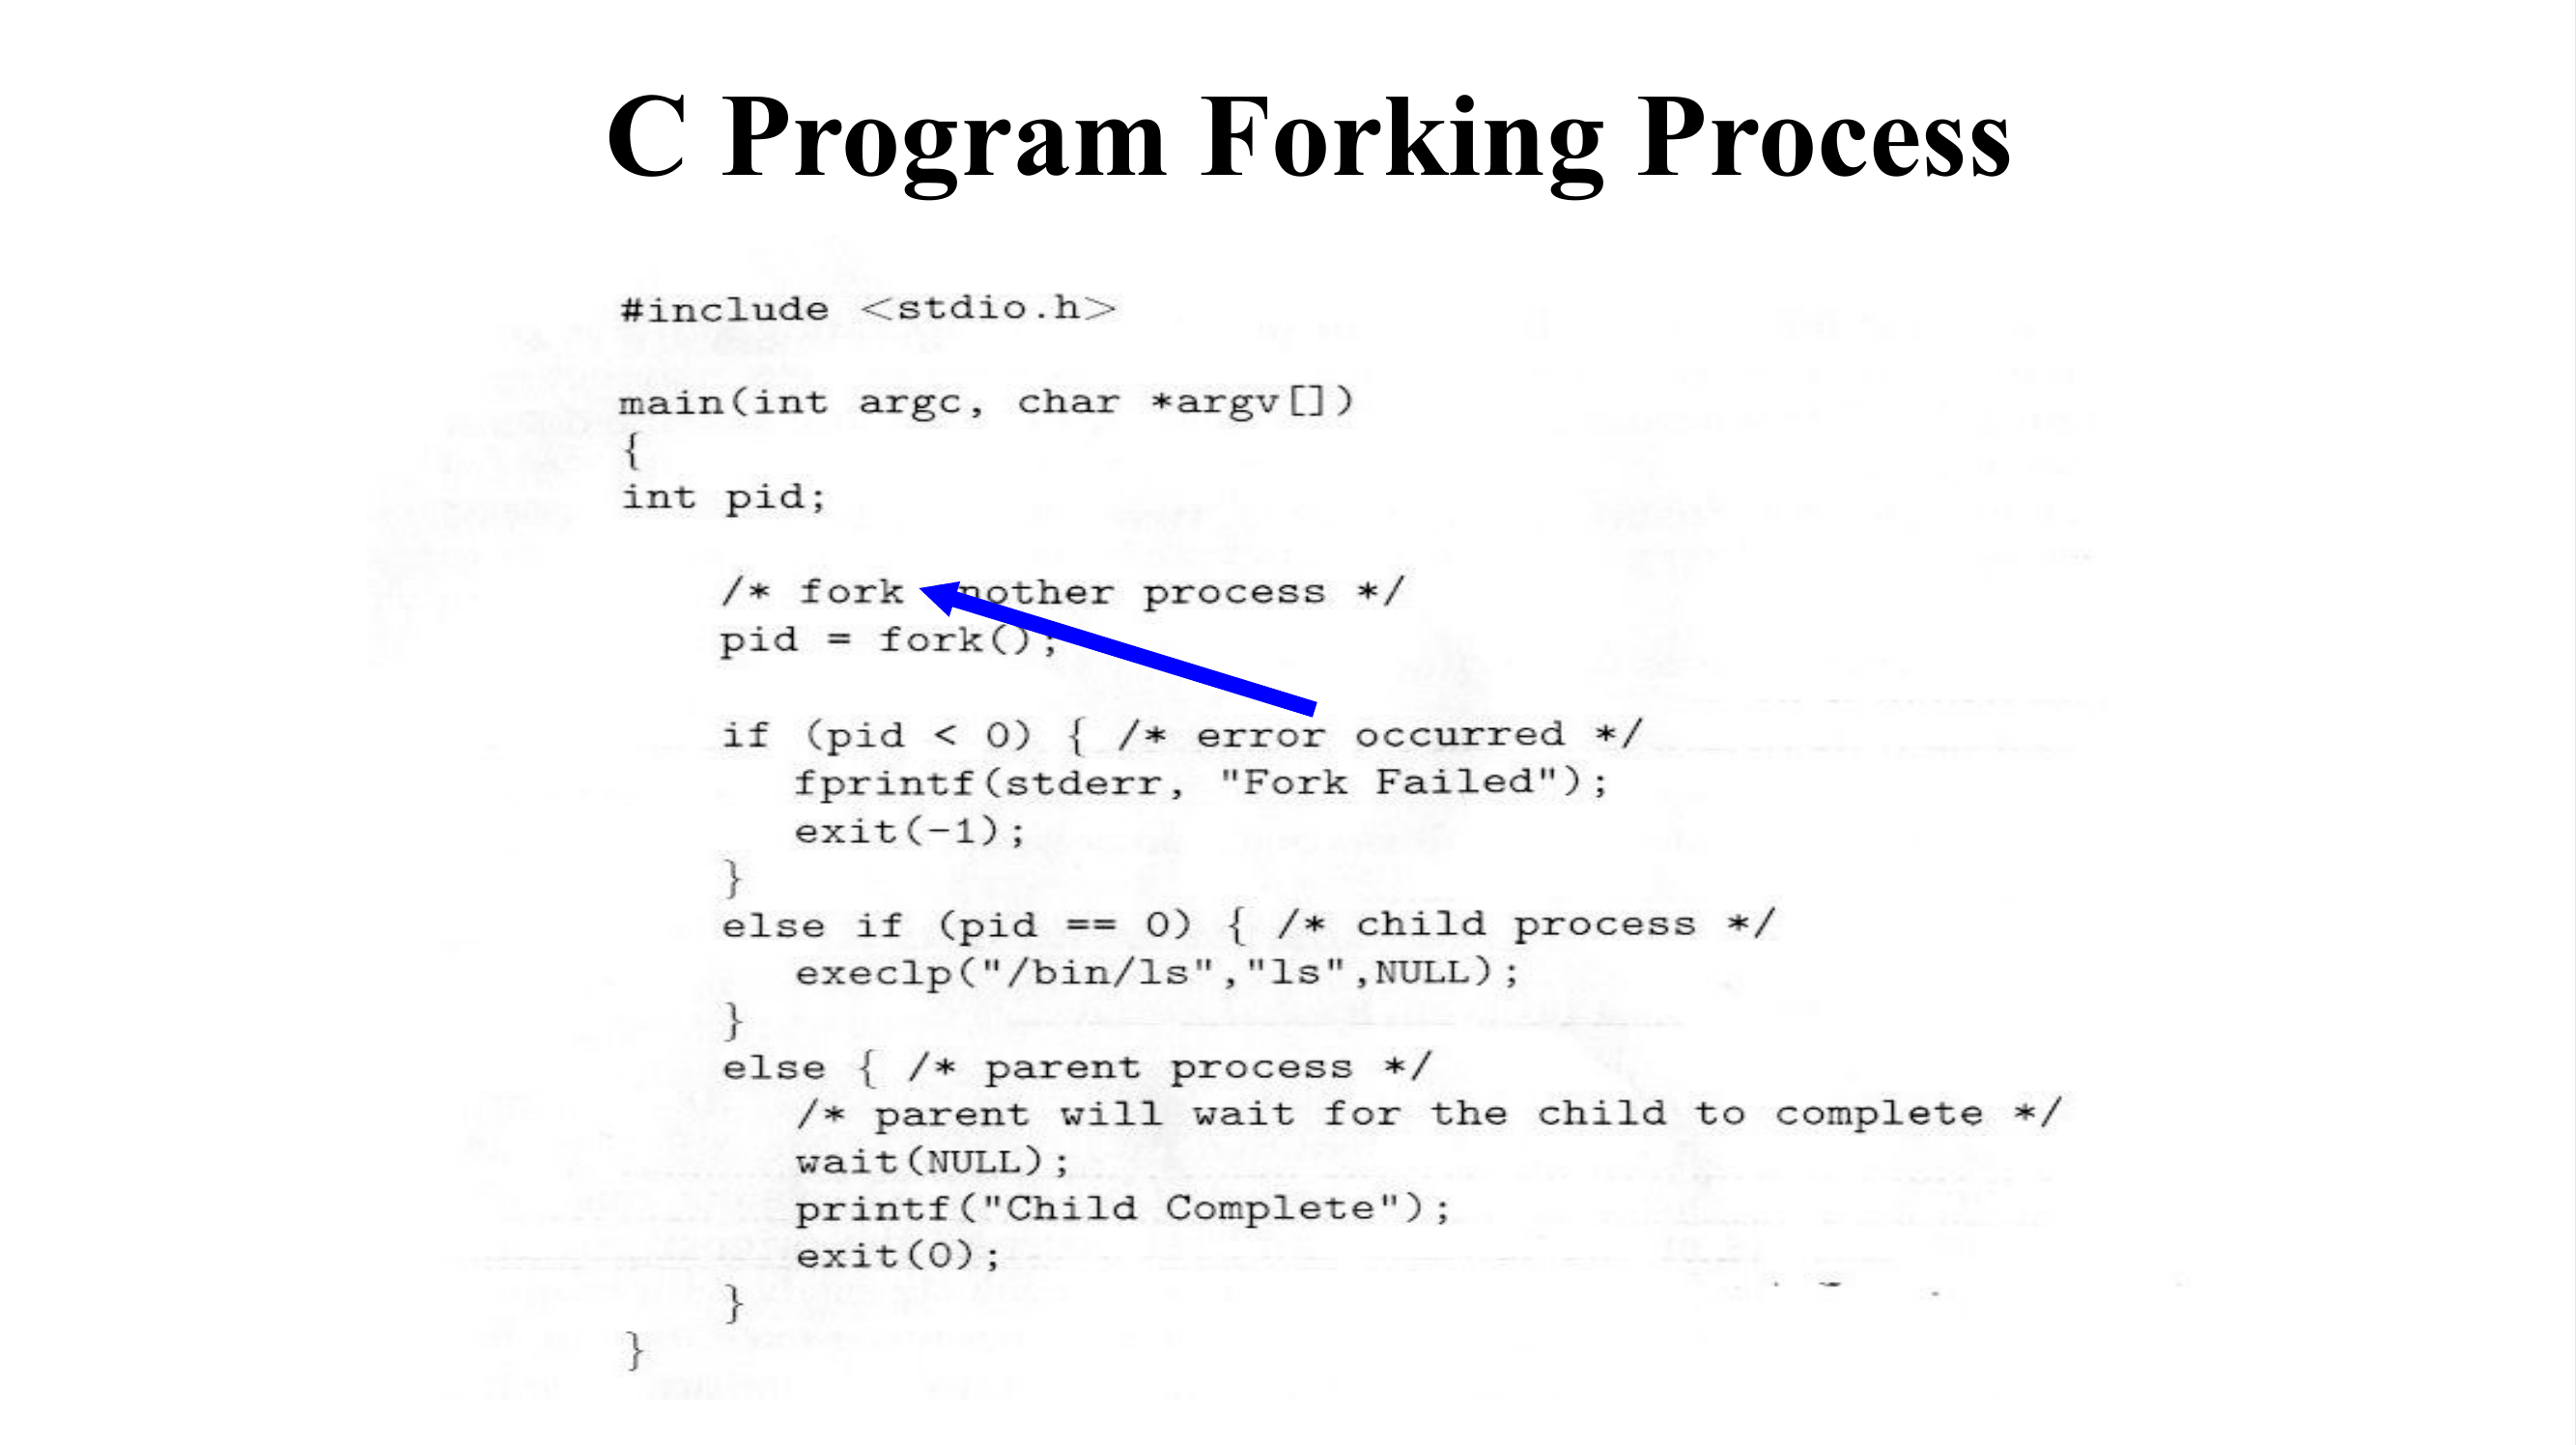 C Program Forking Process
#include <stdio.h>
main(int argc, char *argv[])
{
int pid;
/* fork another process */
pid = fork();
if (pid < 0) { /* error occurred */
fprintf(stderr, "Fork Failed");
exit(-1);
}
else if (pid == 0) { /* child process */
execlp("/bin/ls","ls",NULL);
}
else { /* parent process */
/* parent will wait for the child to complete */
wait(NULL);
printf("Child Complete");
exit(0);
}
}